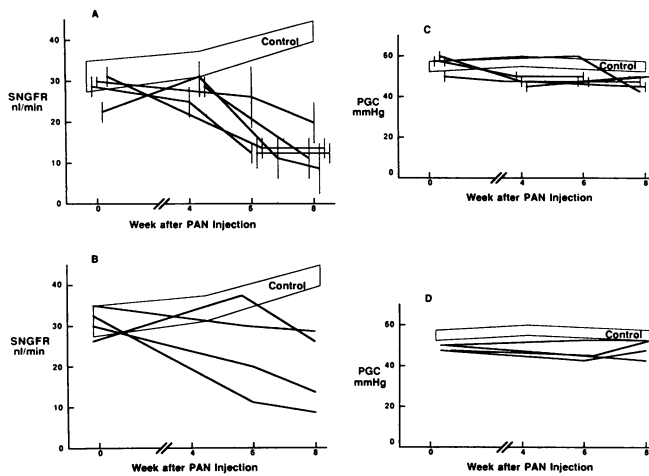 A
40
30
20
10
0
SNGFR
nl/min
Control
0
4
6
8
Week after PAN Injection
C
60
40
20
0
PGC
mmHg
Control
0
4
6
8
Week after PAN Injection
B
40
30
20
10
0
SNGFR
nl/min
Control
0
4
6
8
Week after PAN Injection
D
60
40
20
0
PGC
mmHg
Control
0
4
6
8
Week after PAN Injection